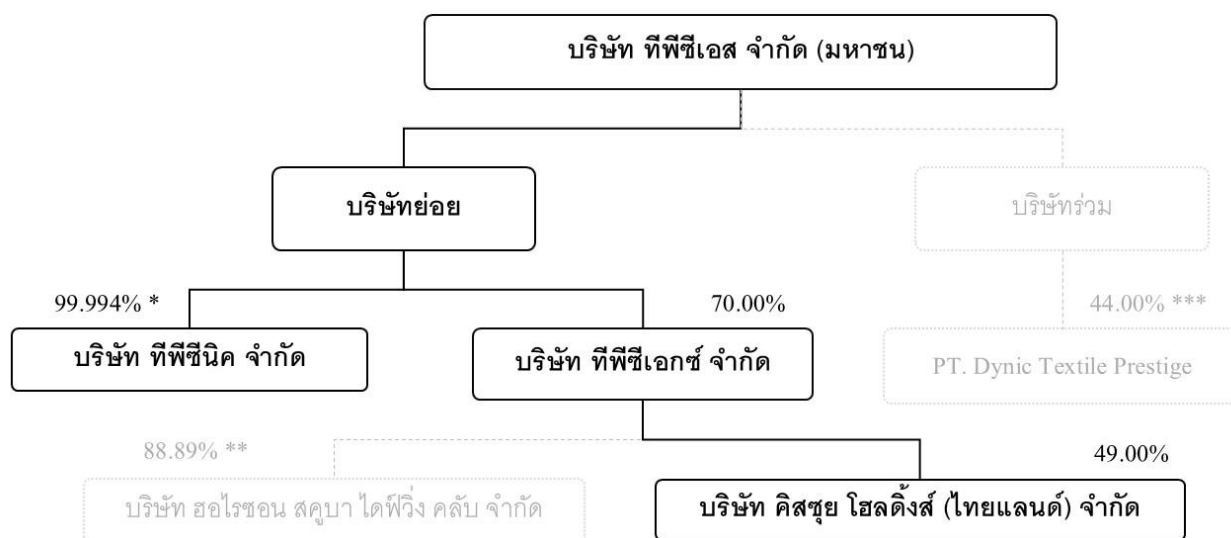 บริษัท ทีพีซีเอส จำกัด (มหาชน)
บริษัทย่อย
บริษัทร่วม
99.994% *
70.00%
44.00% ***
บริษัท ทีพีซีนิค จำกัด
บริษัท ทีพีซีเอกซ์ จำกัด
PT. Dynic Textile Prestige
88.89% **
49.00%
บริษัท ฮอไรซอน สคูบา ไดฟ์วิ่ง คลับ จำกัด
บริษัท คิสซุย โฮลดิ้งส์ (ไทยแลนด์) จำกัด